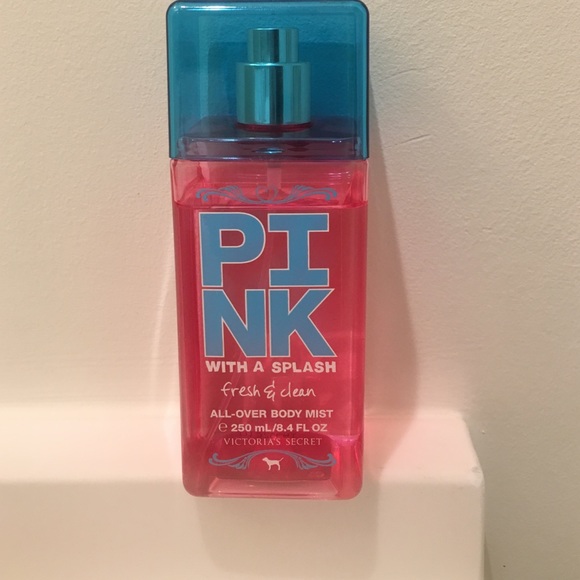 PI
NK
WITH A SPLASH
fresh & clean
ALL-OVER BODY MIST
℮ 250 mL/8.4 FL OZ
VICTORIA'S SECRET